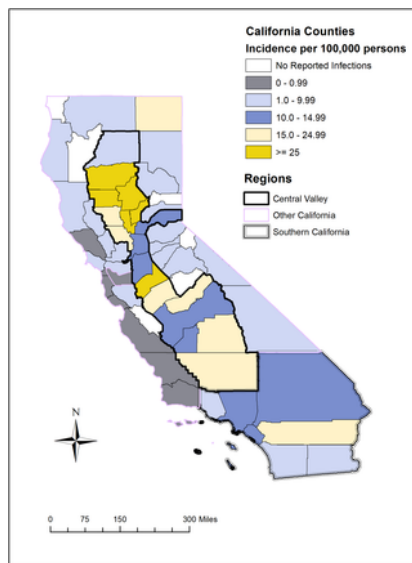 California Counties
Incidence per 100,000 persons
No Reported Infections
0 - 0.99
1.0 - 9.99
10.0 - 14.99
15.0 - 24.99
>= 25
Regions
Central Valley
Other California
Southern California
N
0 75 150 300 Miles